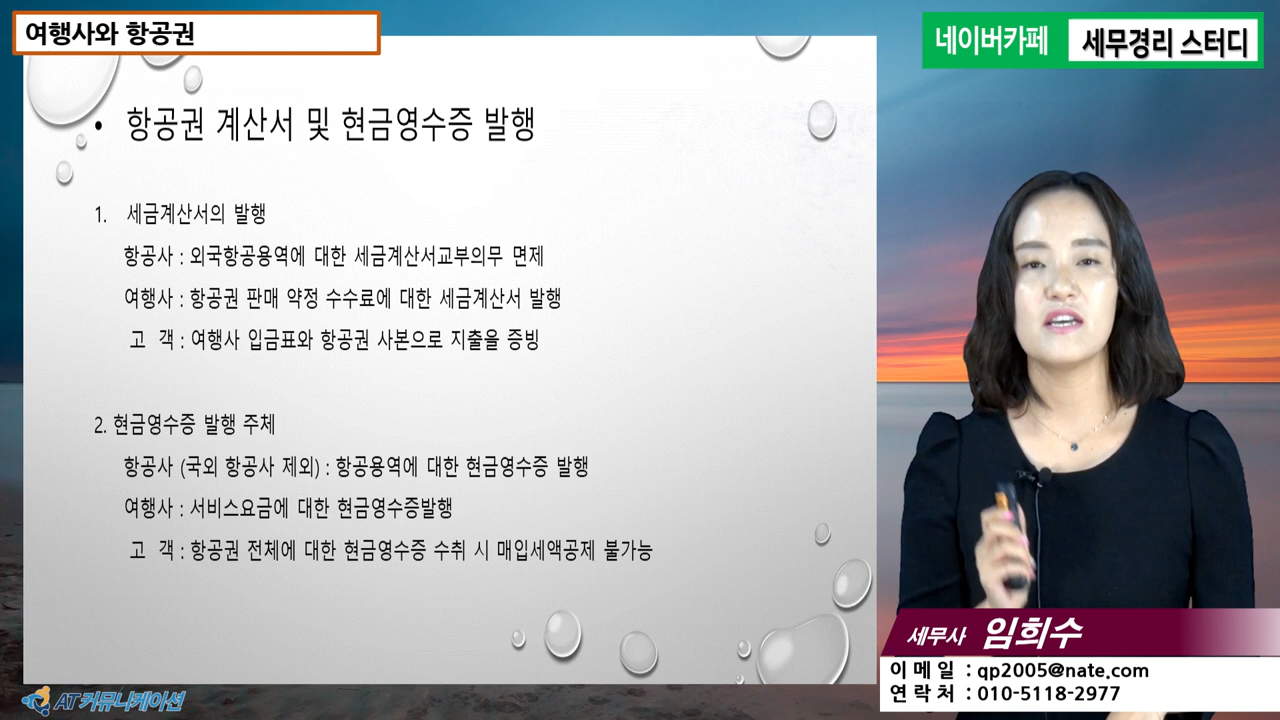 여행사와 항공권
네이버카페 세무경리 스터디
• 항공권 계산서 및 현금영수증 발행
1. 세금계산서의 발행
항공사 : 외국항공용역에 대한 세금계산서교부의무 면제
여행사 : 항공권 판매 약정 수수료에 대한 세금계산서 발행
고 객 : 여행사 입금표와 항공권 사본으로 지출을 증빙
2. 현금영수증 발행 주체
항공사 (국외 항공사 제외) : 항공용역에 대한 현금영수증 발행
여행사 : 서비스요금에 대한 현금영수증발행
고 객 : 항공권 전체에 대한 현금영수증 수취 시 매입세액공제 불가능
세무사 임희수
이 메 일 : qp2005@nate.com
연 락 처 : 010-5118-2977
AT커뮤니케이션